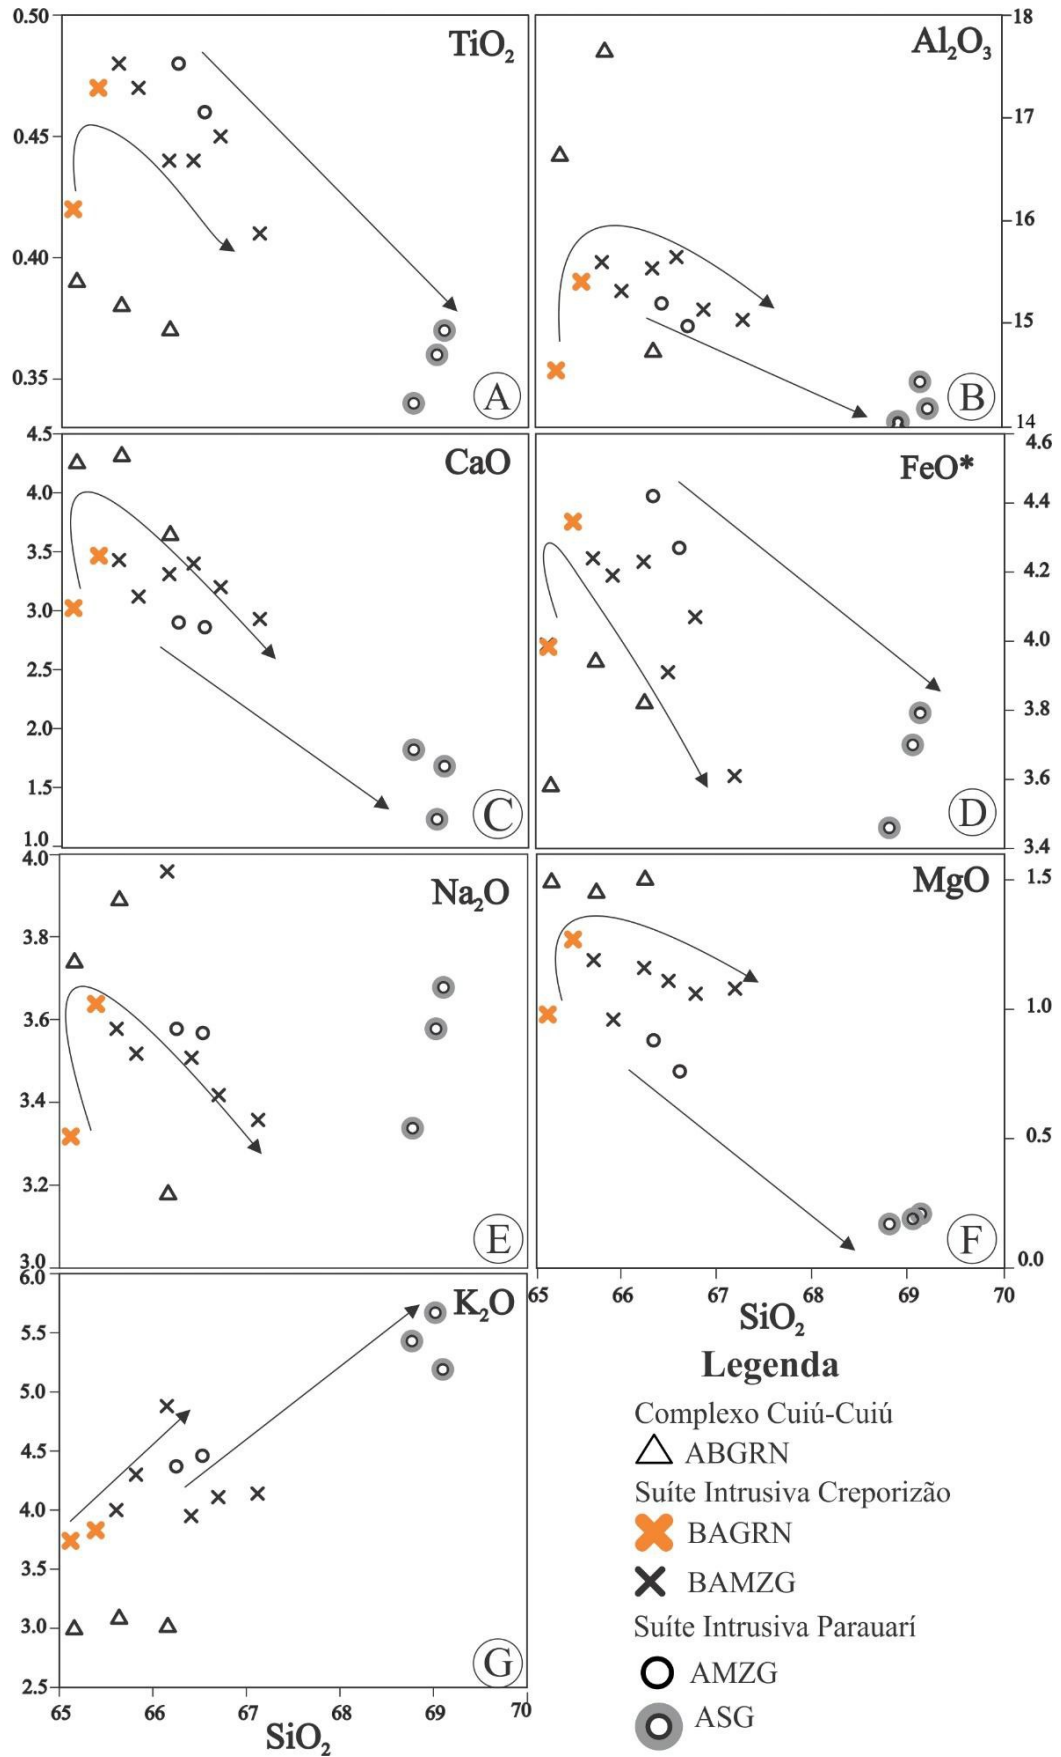 0.50
0.45
0.40
0.35
TiO₂
A
18
17
16
15
14
Al₂O₃
B
4.5
4.0
3.5
3.0
2.5
2.0
1.5
1.0
CaO
C
4.6
4.4
4.2
4.0
3.8
3.6
3.4
FeO*
D
4.0
3.8
3.6
3.4
3.2
3.0
Na₂O
E
1.5
1.0
0.5
0.0
MgO
F
65 66 67 68 69 70
SiO₂
6.0
5.5
5.0
4.5
4.0
3.5
3.0
2.5
K₂O
G
65 66 67 68 69 70
SiO₂
Legenda
Complexo Cuiú-Cuiú
ABGRN
Suíte Intrusiva Creporizão
BAGRN
BAMZG
Suíte Intrusiva Parauarí
AMZG
ASG